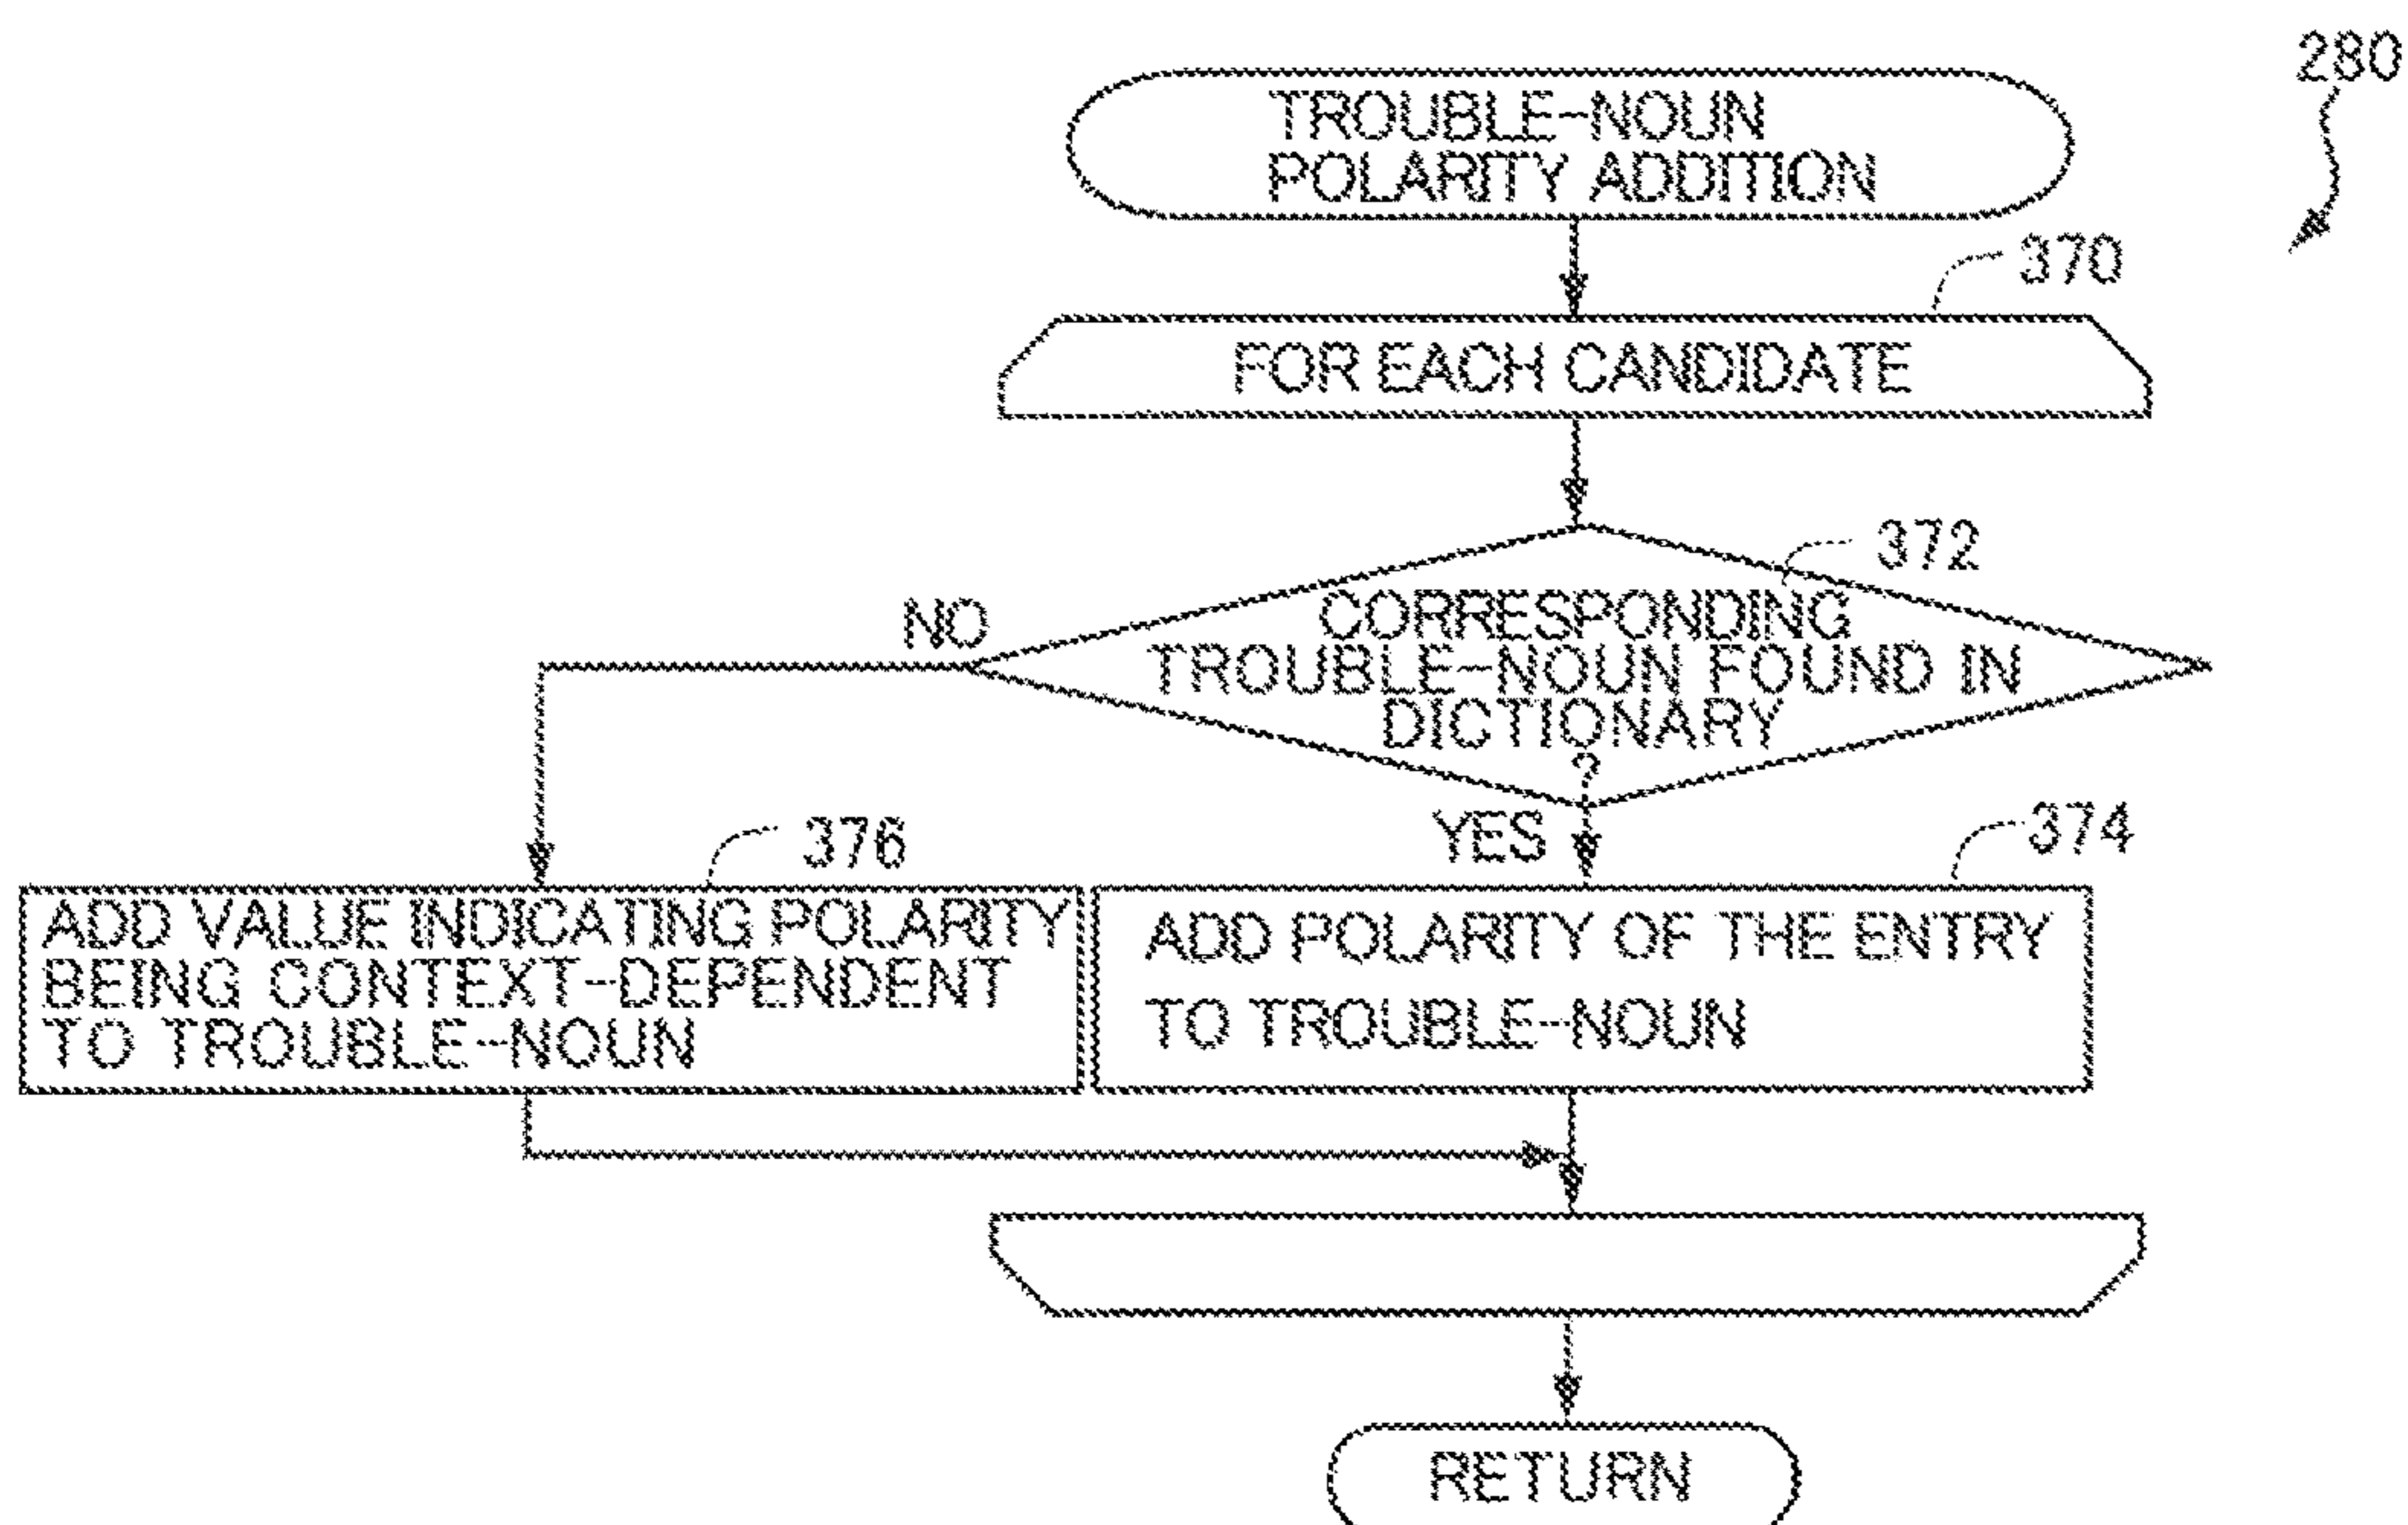 280
TROUBLE-NOUN
POLARITY ADDITION
370
FOR EACH CANDIDATE
372
NO
CORRESPONDING
TROUBLE-NOUN FOUND IN
DICTIONARY
?
YES
376
374
ADD VALUE INDICATING POLARITY
BEING CONTEXT-DEPENDENT
TO TROUBLE-NOUN
ADD POLARITY OF THE ENTRY
TO TROUBLE-NOUN
RETURN